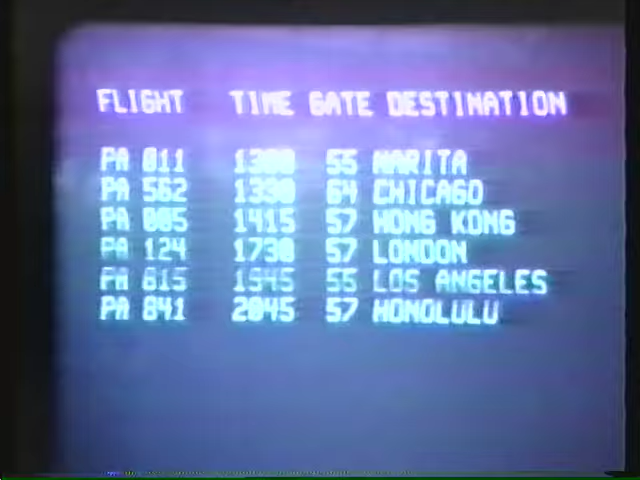 FLIGHT TIME GATE DESTINATION
PA 811 1300 55 NARITA
PA 562 1330 64 CHICAGO
PA 005 1415 57 HONG KONG
PA 124 1730 57 LONDON
PA 815 1945 55 LOS ANGELES
PA 841 2045 57 HONOLULU